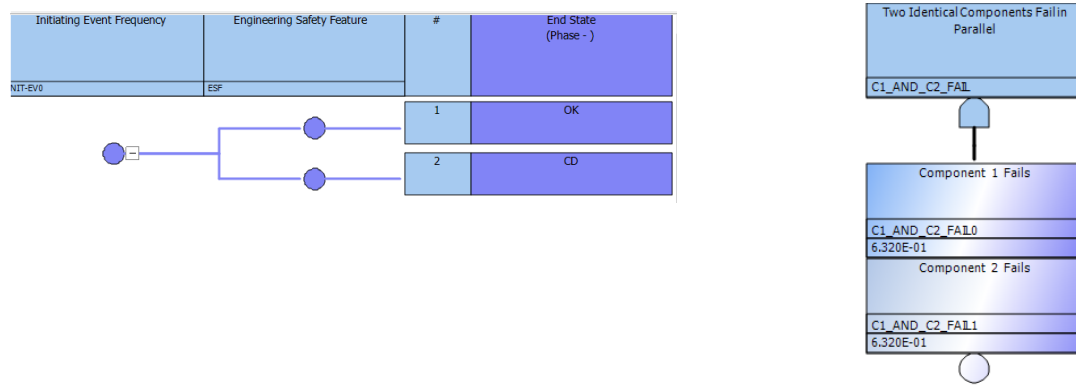 Initiating Event Frequency
Engineering Safety Feature
#
End State
(Phase - )
NIT-EV0
ESF
1
OK
2
CD
Two Identical Components Fail in
Parallel
C1_AND_C2_FAIL
Component 1 Fails
C1_AND_C2_FAIL0
6.320E-01
Component 2 Fails
C1_AND_C2_FAIL1
6.320E-01